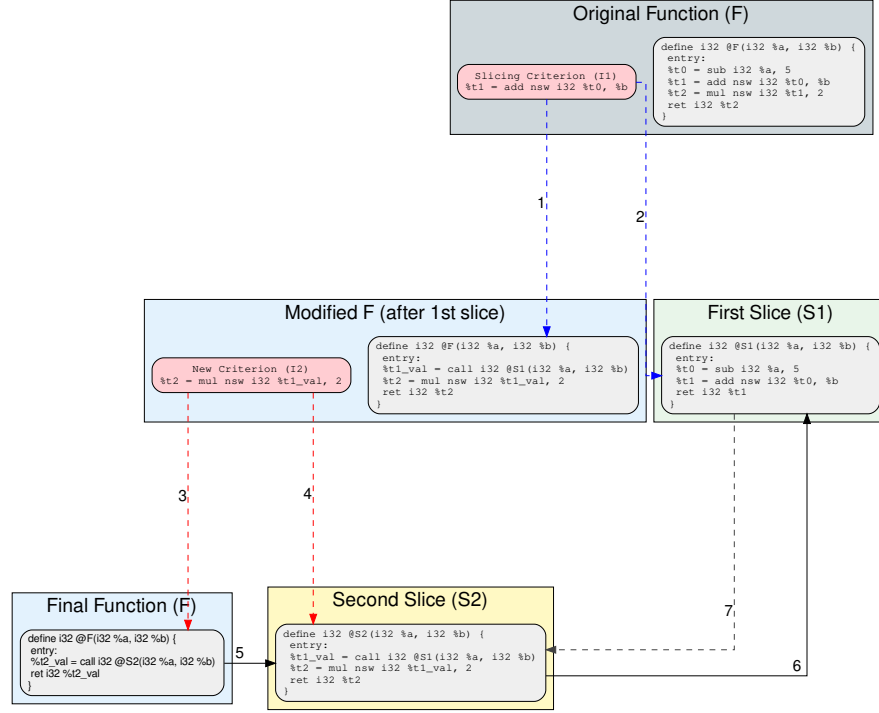 Original Function (F)
Slicing Criterion (I1)
%t1 = add nsw i32 %t0, %b
define i32 @F(i32 %a, i32 %b) {
entry:
%t0 = sub i32 %a, 5
%t1 = add nsw i32 %t0, %b
%t2 = mul nsw i32 %t1, 2
ret i32 %t2
}
1
2
Modified F (after 1st slice)
New Criterion (I2)
%t2 = mul nsw i32 %t1_val, 2
define i32 @F(i32 %a, i32 %b) {
entry:
%t1_val = call i32 @S1(i32 %a, i32 %b)
%t2 = mul nsw i32 %t1_val, 2
ret i32 %t2
}
First Slice (S1)
define i32 @S1(i32 %a, i32 %b) {
entry:
%t0 = sub i32 %a, 5
%t1 = add nsw i32 %t0, %b
ret i32 %t1
}
3
4
Final Function (F)
define i32 @F(i32 %a, i32 %b) {
entry:
%t2_val = call i32 @S2(i32 %a, i32 %b)
ret i32 %t2_val
}
5
Second Slice (S2)
define i32 @S2(i32 %a, i32 %b) {
entry:
%t1_val = call i32 @S1(i32 %a, i32 %b)
%t2 = mul nsw i32 %t1_val, 2
ret i32 %t2
}
7
6